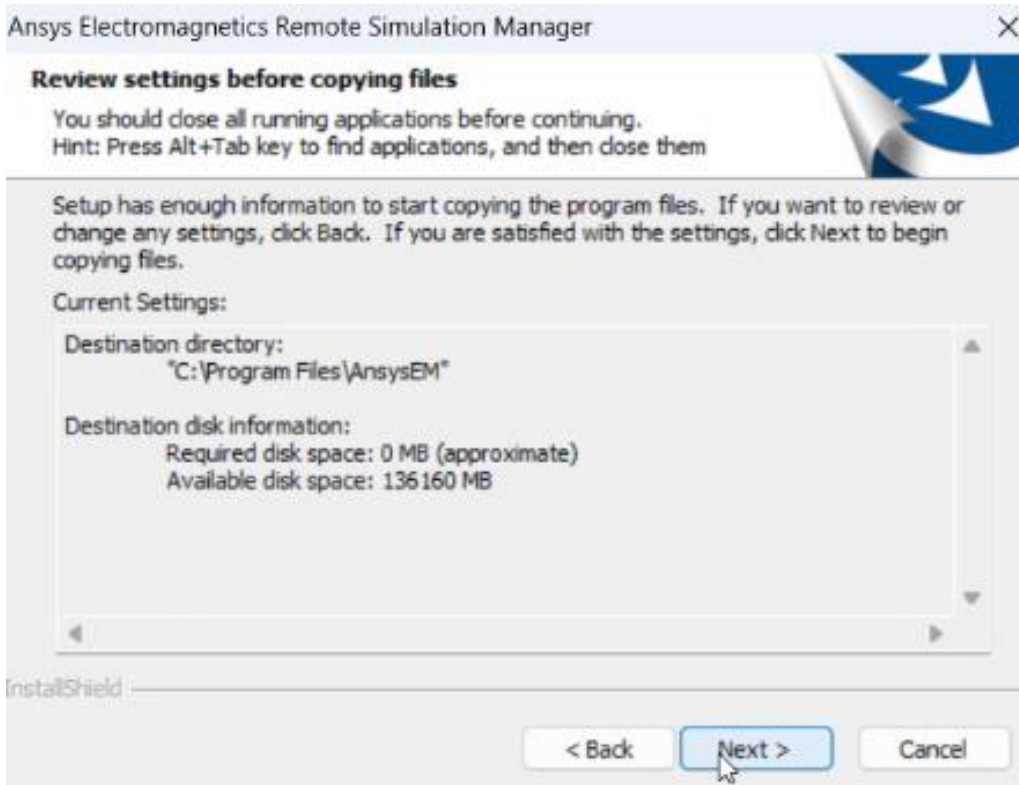 Ansys Electromagnetics Remote Simulation Manager
Review settings before copying files
You should close all running applications before continuing.
Hint: Press Alt+Tab key to find applications, and then close them
Setup has enough information to start copying the program files. If you want to review or
change any settings, click Back. If you are satisfied with the settings, click Next to begin
copying files.
Current Settings:
Destination directory:
"C:\Program Files\AnsysEM"
Destination disk information:
Required disk space: 0 MB (approximate)
Available disk space: 136160 MB
InstallShield
< Back
Next >
Cancel